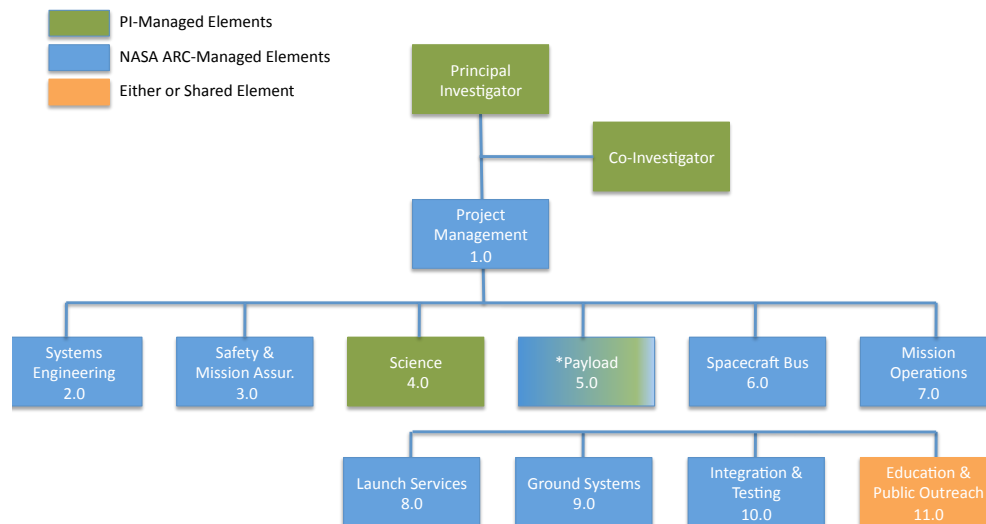 PI-Managed Elements
NASA ARC-Managed Elements
Either or Shared Element
Principal
Investigator
Co-Investigator
Project
Management
1.0
Systems
Engineering
2.0
Safety &
Mission Assur.
3.0
Science
4.0
*Payload
5.0
Spacecraft Bus
6.0
Mission
Operations
7.0
Launch Services
8.0
Ground Systems
9.0
Integration &
Testing
10.0
Education &
Public Outreach
11.0